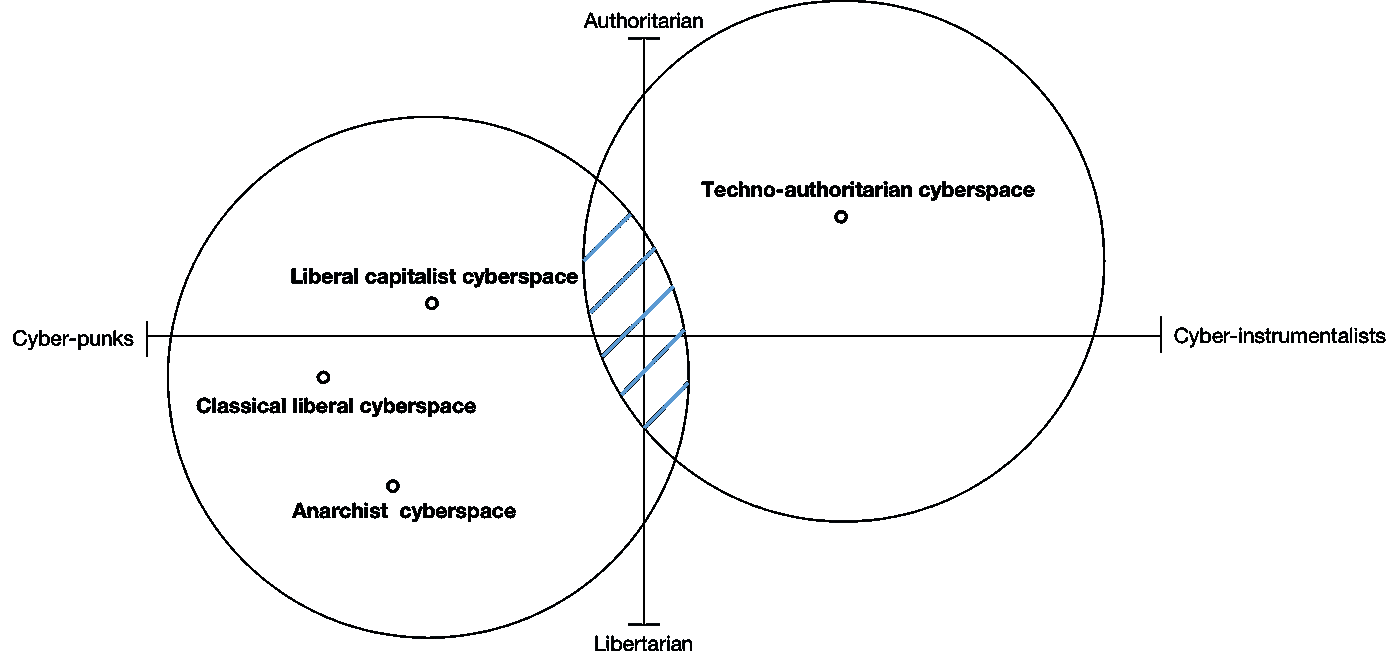 Authoritarian
Techno-authoritarian cyberspace
Liberal capitalist cyberspace
Cyber-punks
Cyber-instrumentalists
Classical liberal cyberspace
Anarchist cyberspace
Libertarian